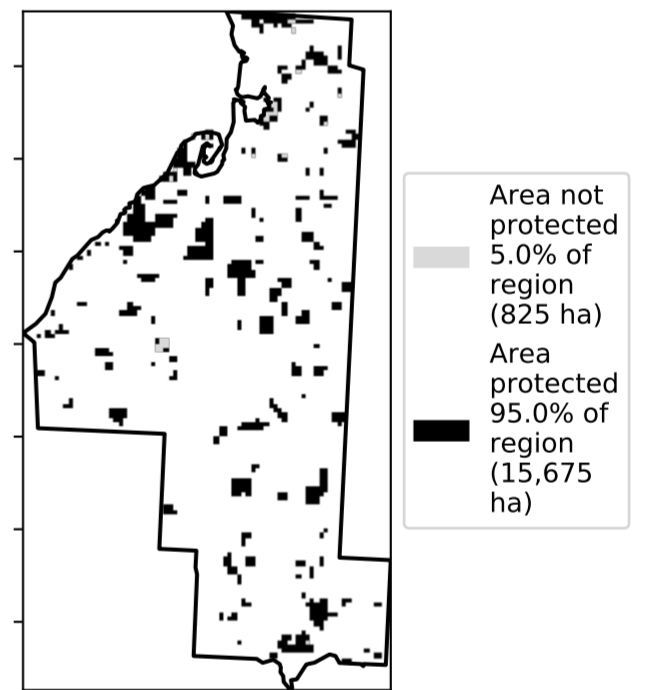 Area not
protected
5.0% of
region
(825 ha)
Area
protected
95.0% of
region
(15,675
ha)